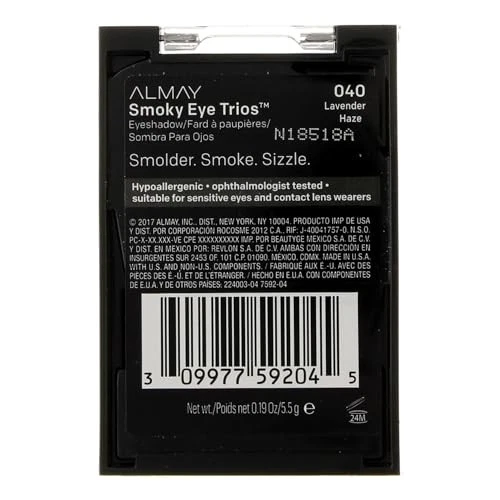 ALMAY
Smoky Eye Trios™
Eyeshadow/Fard à paupières/
Sombra Para Ojos
040
Lavender
Haze
N18518A
Smolder. Smoke. Sizzle.
Hypoallergenic • ophthalmologist tested •
suitable for sensitive eyes and contact lens wearers
© 2017 ALMAY, INC., DIST., NEW YORK, NY 10004. PRODUCTO IMP DE USA
Y DIST. POR CORPORACIÓN ROCOSME 2012 C.A., RIF: J-40041757-0. N.S.O.
PC-X-XX.XXX-VE CPE XXXXXXXXXX IMP. POR BEAUTYGE MEXICO S.A. DE C.V.
Y DIST. EN MÉXICO POR: REVLON S.A. DE C.V. AMBAS CON DIRECCIÓN EN
INSURGENTES SUR 2453 OF. 101 C.P. 01090. MÉXICO, CDMX. MADE IN U.S.A.
WITH U.S. AND NON-U.S. COMPONENTS. / FABRIQUÉ AUX É.-U. AVEC DES
PIÈCES DES É.-U. ET DE L'ÉTRANGER / HECHO EN E.U.A. CON COMPONENTES
DE E.U.A. Y DE OTROS PAÍSES: 224003-04 7592-04
3 09977 59204 5
Net wt./Poids net 0.19 Oz/5.5 g e
24M